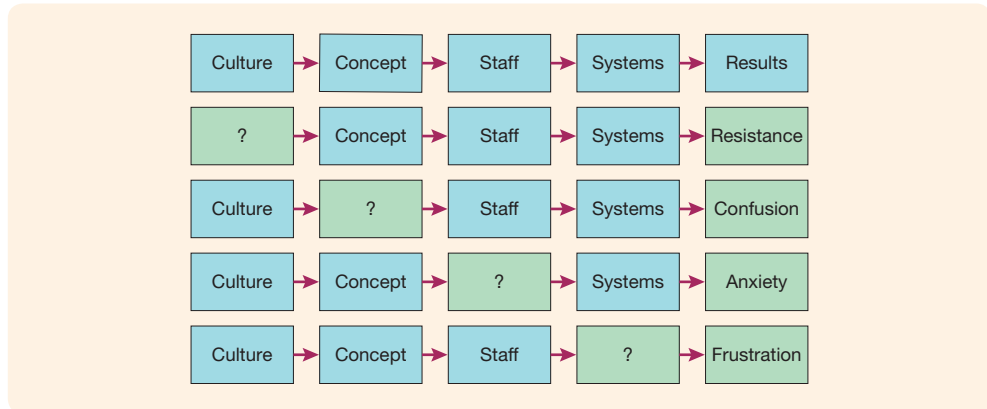 Culture Concept Staff Systems Results
? Concept Staff Systems Resistance
Culture ? Staff Systems Confusion
Culture Concept ? Systems Anxiety
Culture Concept Staff ? Frustration